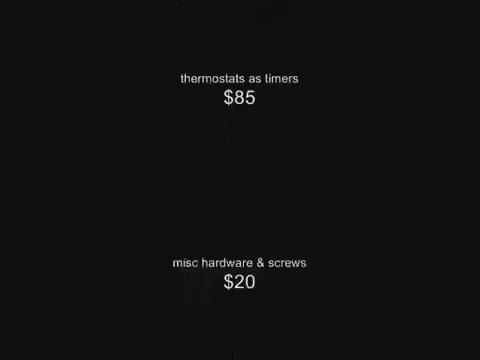 thermostats as timers
$85
misc hardware & screws
$20